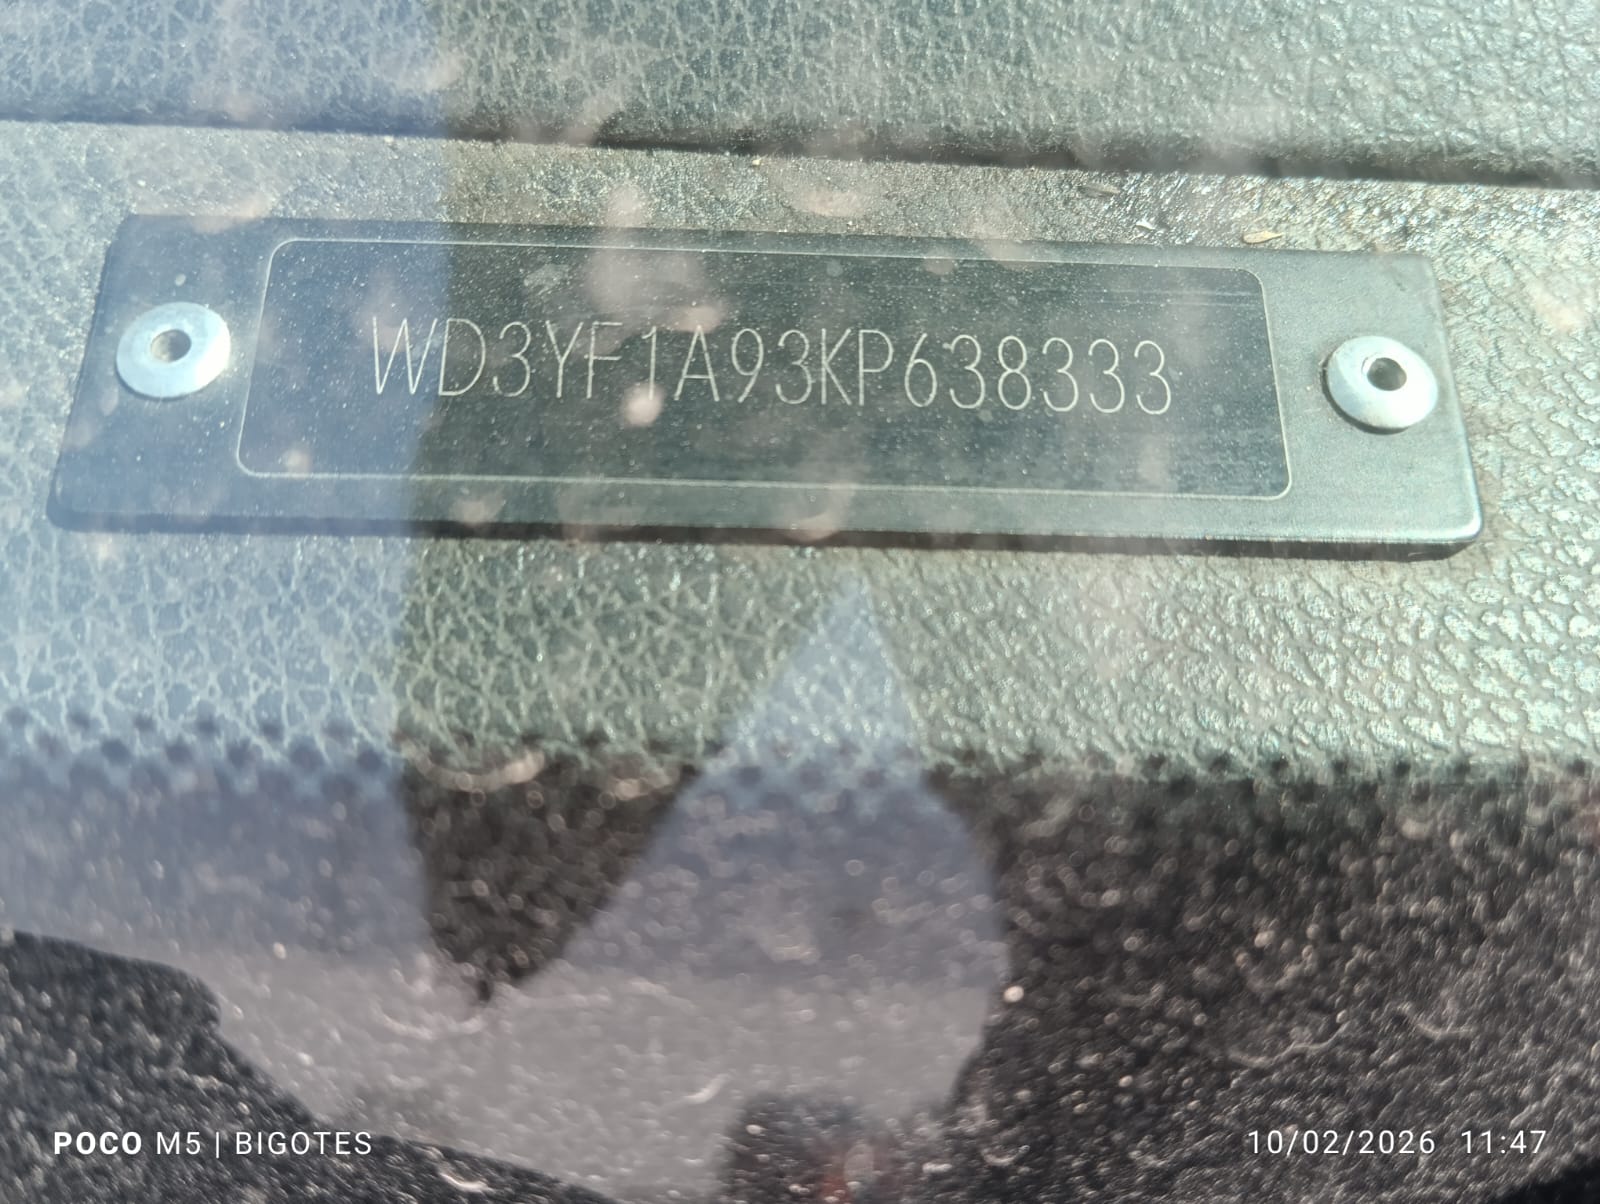 WD3YF1A93KP638333
POCO M5 | BIGOTES
10/02/2026 11:47